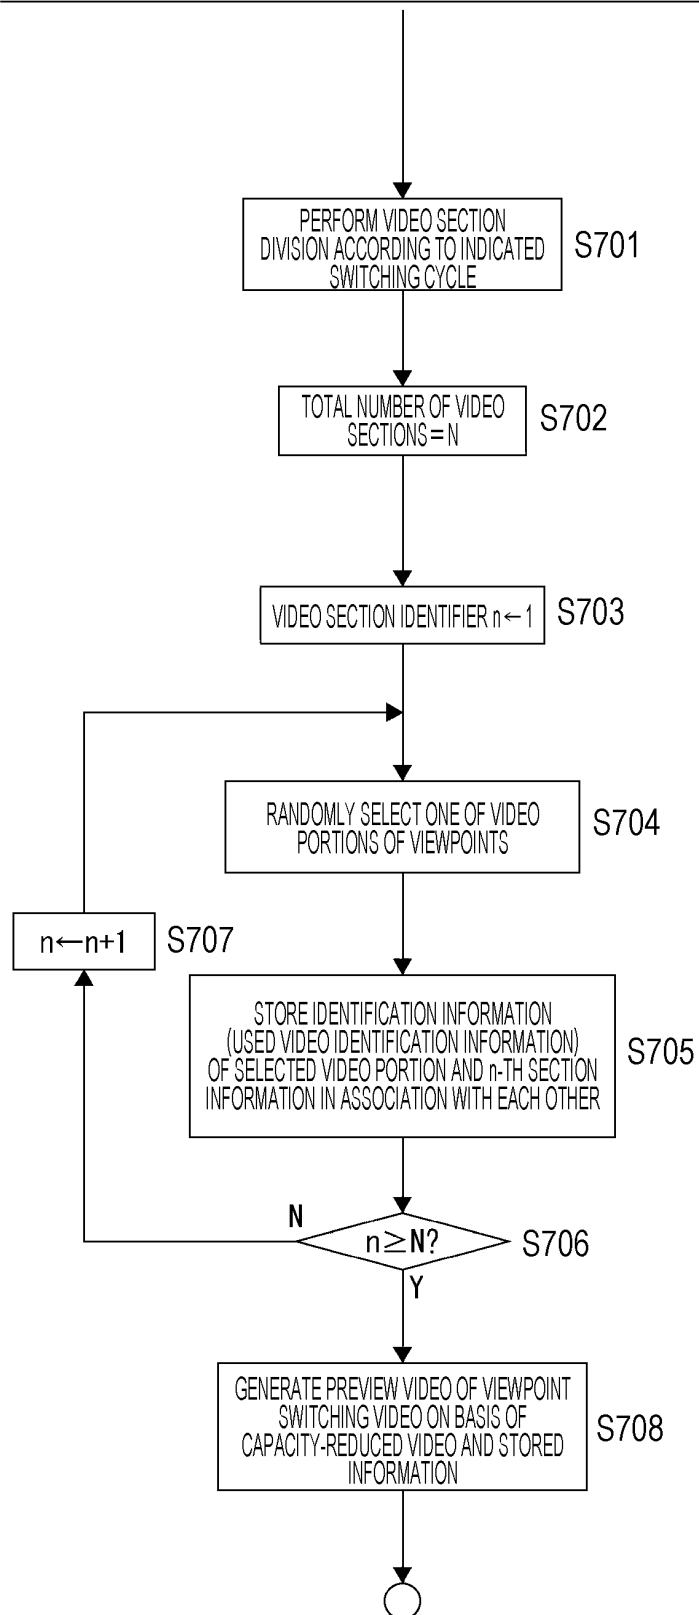 PERFORM VIDEO SECTION
DIVISION ACCORDING TO INDICATED
SWITCHING CYCLE
S701
TOTAL NUMBER OF VIDEO
SECTIONS=N
S702
VIDEO SECTION IDENTIFIER n←1
S703
RANDOMLY SELECT ONE OF VIDEO
PORTIONS OF VIEWPOINTS
S704
n←n+1
S707
STORE IDENTIFICATION INFORMATION
(USED VIDEO IDENTIFICATION INFORMATION)
OF SELECTED VIDEO PORTION AND n-TH SECTION
INFORMATION IN ASSOCIATION WITH EACH OTHER
S705
N
n≥N?
S706
Y
GENERATE PREVIEW VIDEO OF VIEWPOINT
SWITCHING VIDEO ON BASIS OF
CAPACITY-REDUCED VIDEO AND STORED
INFORMATION
S708